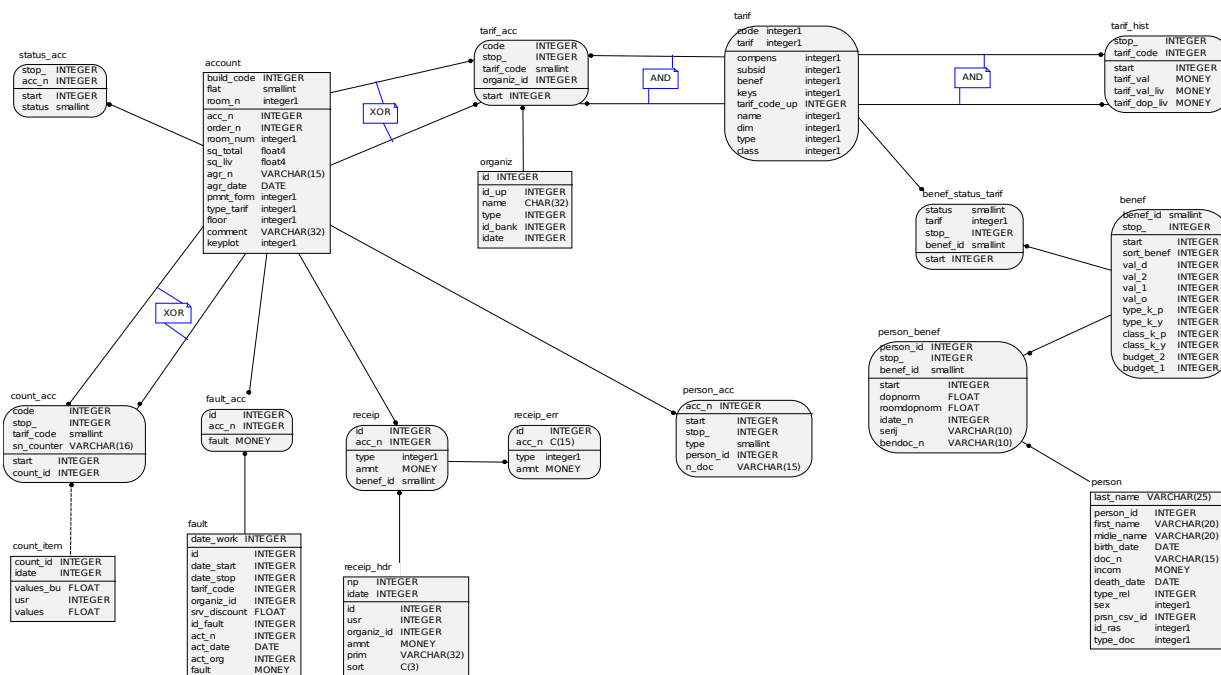 status_acc
stop_ INTEGER
acc_n INTEGER
start INTEGER
status smallint
account
build_code INTEGER
flat smallint
room_n integer1
acc_n INTEGER
order_n INTEGER
room_num integer1
sq_total float4
sq_liv float4
agr_n VARCHAR(15)
agr_date DATE
pmnt_form integer1
type_tarif integer1
floor integer1
comment VARCHAR(32)
keyplot integer1
XOR
tarif_acc
code INTEGER
stop_ INTEGER
tarif_code smallint
organiz_id INTEGER
start INTEGER
AND
tarif
code integer1
tarif integer1
compens integer1
subsid integer1
benef integer1
keys integer1
tarif_code_up INTEGER
name integer1
dim integer1
type integer1
class integer1
AND
tarif_hist
stop_ INTEGER
tarif_code INTEGER
start INTEGER
tarif_val MONEY
tarif_val_liv MONEY
tarif_dop_liv MONEY
organiz
id INTEGER
id_up INTEGER
name CHAR(32)
type INTEGER
id_bank INTEGER
idate INTEGER
benef_status_tarif
status smallint
tarif integer1
stop_ INTEGER
benef_id smallint
start INTEGER
benef
benef_id smallint
stop_ INTEGER
start INTEGER
sort_benef INTEGER
val_d INTEGER
val_2 INTEGER
val_1 INTEGER
val_o INTEGER
type_k_p INTEGER
type_k_y INTEGER
class_k_p INTEGER
class_k_y INTEGER
budget_2 INTEGER
budget_1 INTEGER
XOR
person_benef
person_id INTEGER
stop_ INTEGER
benef_id smallint
start INTEGER
dopnorm FLOAT
roomdopnorm FLOAT
idate_n INTEGER
serij VARCHAR(10)
bendoc_n VARCHAR(10)
count_acc
code INTEGER
stop_ INTEGER
tarif_code smallint
sn_counter VARCHAR(16)
start INTEGER
count_id INTEGER
fault_acc
id INTEGER
acc_n INTEGER
fault MONEY
receip
id INTEGER
acc_n INTEGER
type integer1
amnt MONEY
benef_id smallint
receip_err
id INTEGER
acc_n C(15)
type integer1
amnt MONEY
person_acc
acc_n INTEGER
start INTEGER
stop_ INTEGER
type smallint
person_id INTEGER
n_doc VARCHAR(15)
person
last_name VARCHAR(25)
person_id INTEGER
first_name VARCHAR(20)
midle_name VARCHAR(20)
birth_date DATE
doc_n VARCHAR(15)
incom MONEY
death_date DATE
type_rel INTEGER
sex integer1
prsn_csv_id INTEGER
id_ras integer1
type_doc integer1
count_item
count_id INTEGER
idate INTEGER
values_bu FLOAT
usr INTEGER
values FLOAT
fault
date_work INTEGER
id INTEGER
date_start INTEGER
date_stop INTEGER
tarif_code INTEGER
organiz_id INTEGER
srv_discount FLOAT
id_fault INTEGER
act_n INTEGER
act_date DATE
act_org INTEGER
fault MONEY
receip_hdr
np INTEGER
idate INTEGER
id INTEGER
usr INTEGER
organiz_id INTEGER
amnt MONEY
prim VARCHAR(32)
sort C(3)